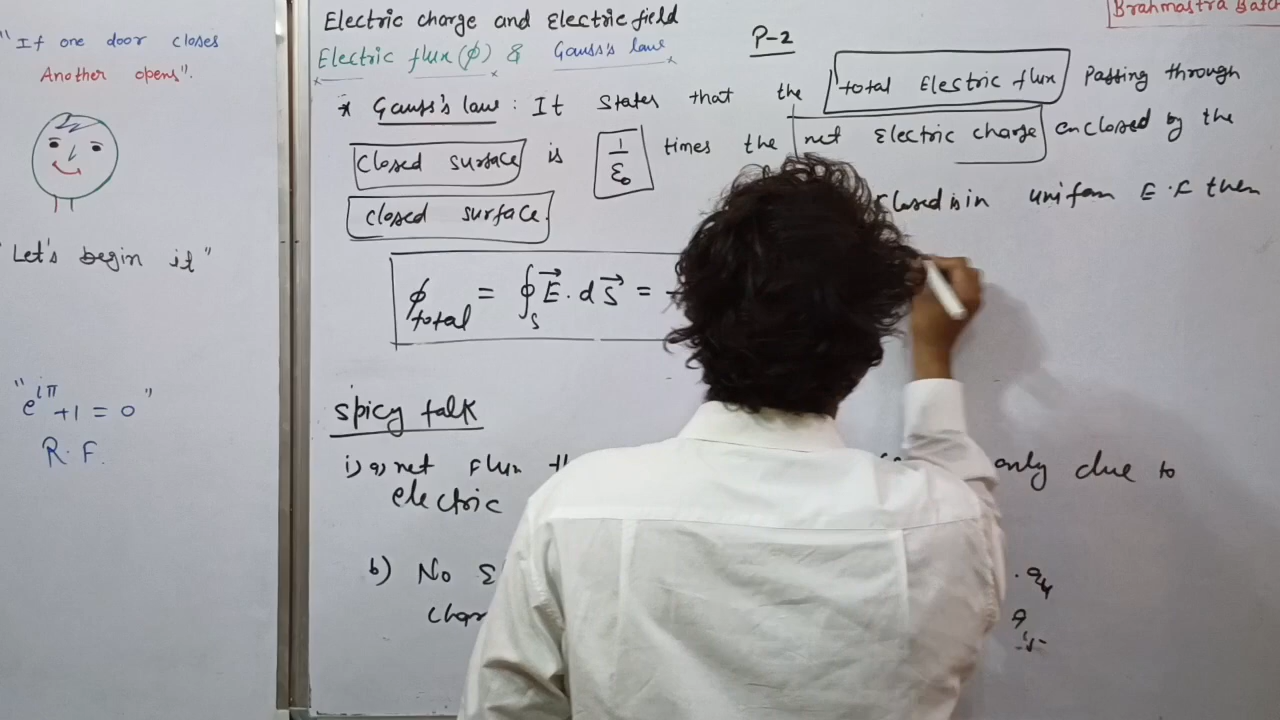 "If one door closes
Another opens".
"Let's begin it"
"e^{iπ} + 1 = 0"
R. F.
Electric charge and Electric field
Brahmastra Batch
Electric flux (ϕ) & Gauss's law
P-2
* Gauss's law : It states that the total Electric flux Passing through
closed surface is 1/ε₀ times the net Electric charge enclosed by the
closed surface.
closed is in uniform E.F then
ϕ_total = ∮_S E⃗. dS⃗ =
spicy talk
i) a) net flux only due to
electric
b) No
. q₄